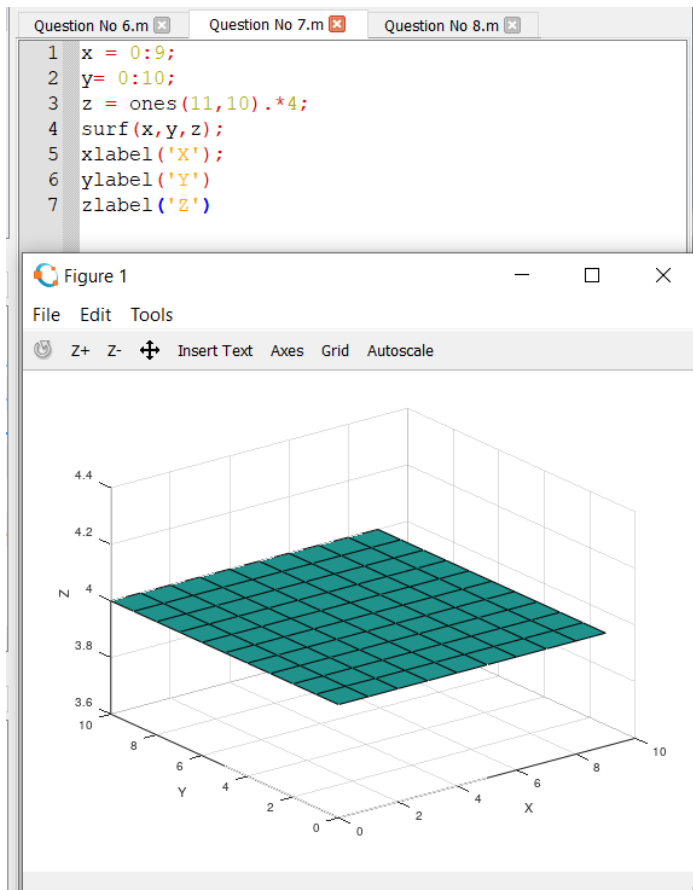 Question No 6.m Question No 7.m Question No 8.m
1 x = 0:9;
2 y= 0:10;
3 z = ones(11,10).*4;
4 surf(x,y,z);
5 xlabel('X');
6 ylabel('Y')
7 zlabel('Z')
Figure 1
File Edit Tools
Z+ Z- Insert Text Axes Grid Autoscale
4.4
4.2
4
3.8
3.6
Z
10
8
6
4
2
0
Y
0
2
4
6
8
10
X